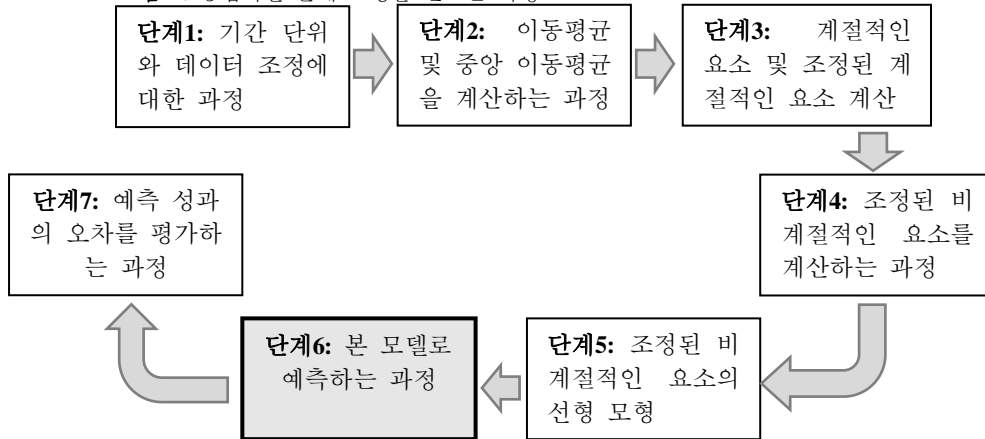 단계1: 기간 단위
와 데이터 조정에
대한 과정
단계2: 이동평균
및 중앙 이동평균
을 계산하는 과정
단계3: 계절적인
요소 및 조정된 계
절적인 요소 계산
단계4: 조정된 비
계절적인 요소를
계산하는 과정
단계5: 조정된 비
계절적인 요소의
선형 모형
단계6: 본 모델로
예측하는 과정
단계7: 예측 성과
의 오차를 평가하
는 과정